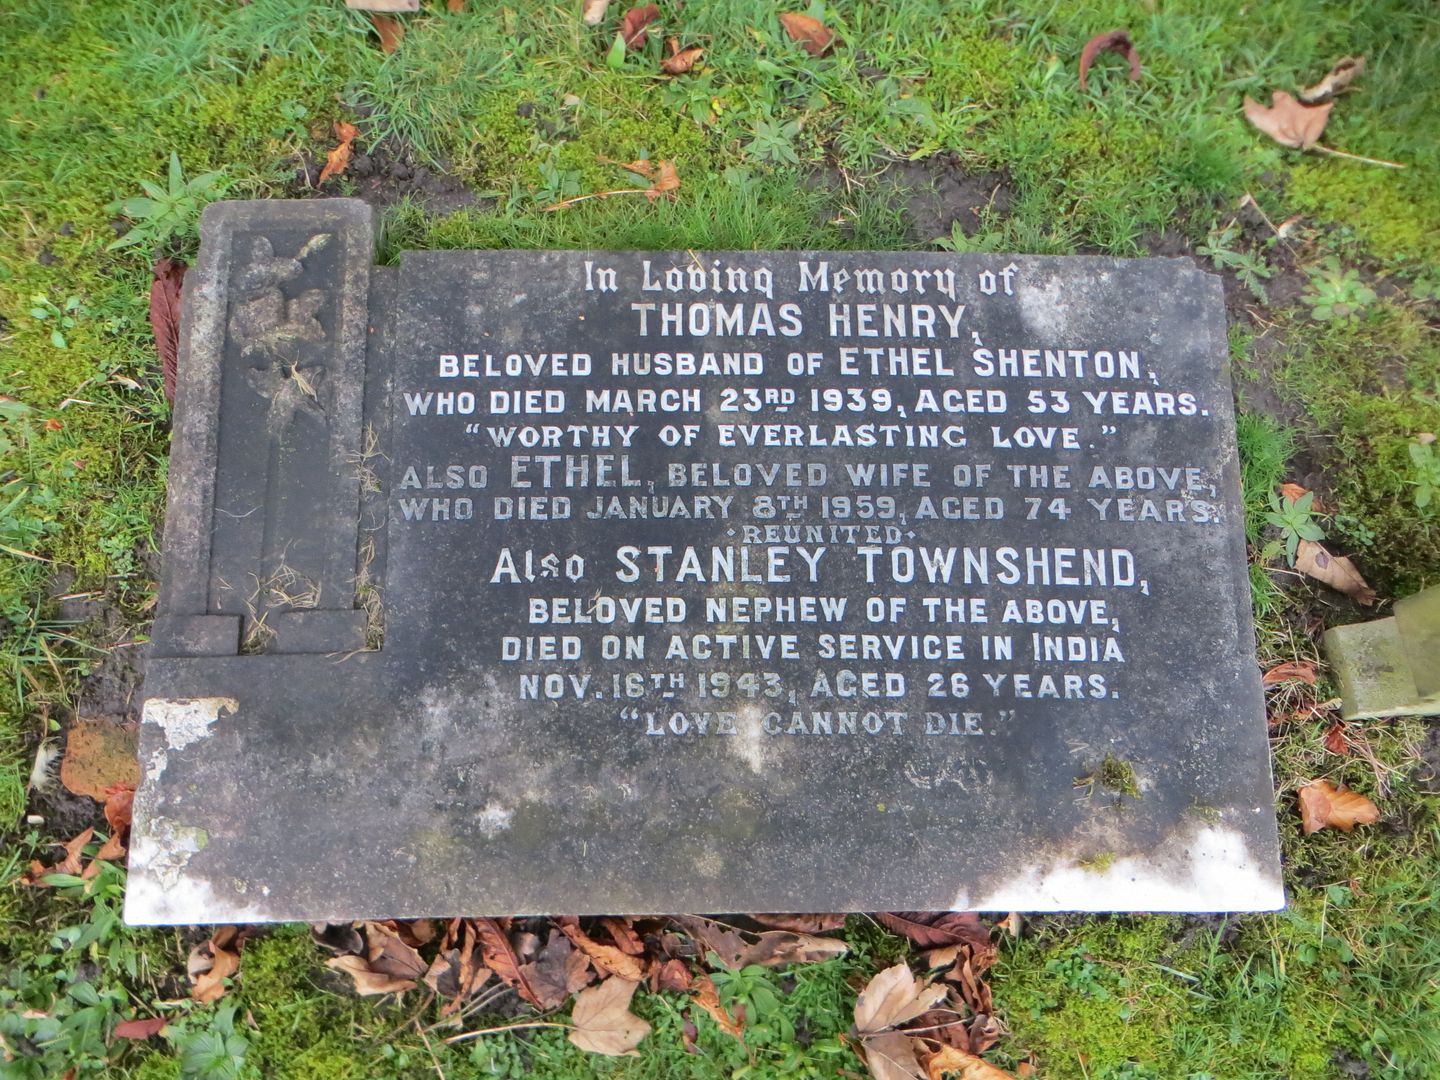 In Loving Memory of
THOMAS HENRY,
BELOVED HUSBAND OF ETHEL SHENTON,
WHO DIED MARCH 23RD 1939, AGED 53 YEARS.
"WORTHY OF EVERLASTING LOVE."
ALSO ETHEL, BELOVED WIFE OF THE ABOVE,
WHO DIED JANUARY 8TH 1959, AGED 74 YEARS.
·REUNITED·
Also STANLEY TOWNSHEND,
BELOVED NEPHEW OF THE ABOVE,
DIED ON ACTIVE SERVICE IN INDIA
NOV. 16TH 1943, AGED 26 YEARS.
"LOVE CANNOT DIE."